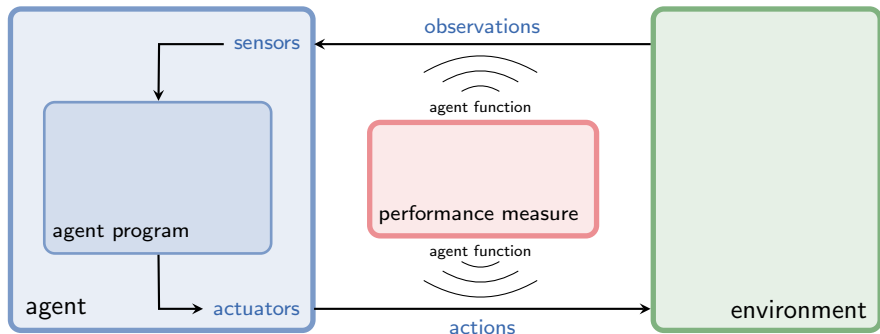 observations
sensors
agent function
agent program
performance measure
agent function
agent
actuators
environment
actions